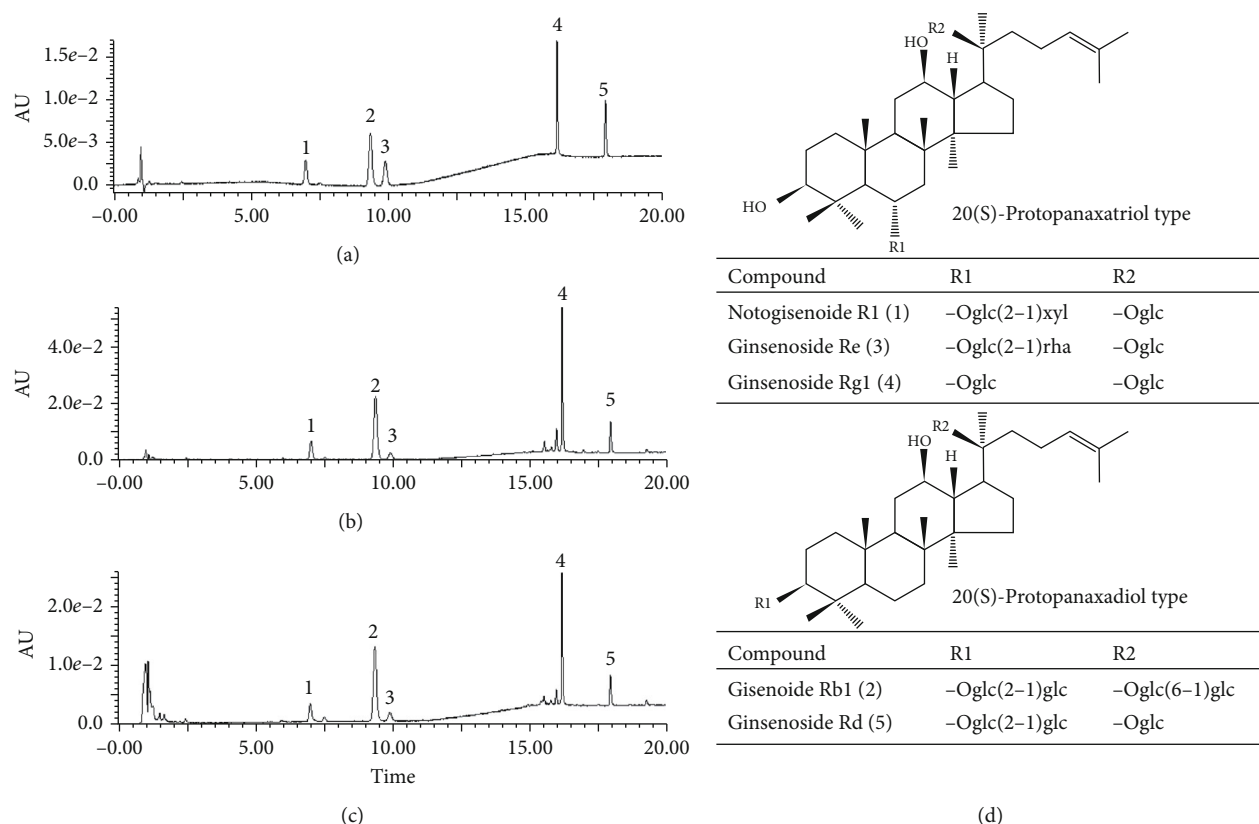 4
1.5e−2
5
AU
1.0e−2
2
5.0e−3
1
3
0.0
−0.00 5.00 10.00 15.00 20.00
(a)
4
4.0e−2
AU
2
2.0e−2
5
1
3
0.0
−0.00 5.00 10.00 15.00 20.00
(b)
4
2.0e−2
2
AU
1.0e−2
5
1
3
0.0
−0.00 5.00 10.00 15.00 20.00
Time
(c)
R2
HO
H
HO
R1
20(S)-Protopanaxatriol type
Compound R1 R2
Notogisenoide R1 (1) –Oglc(2–1)xyl –Oglc
Ginsenoside Re (3) –Oglc(2–1)rha –Oglc
Ginsenoside Rg1 (4) –Oglc –Oglc
R2
HO
H
R1
20(S)-Protopanaxadiol type
Compound R1 R2
Gisenoide Rb1 (2) –Oglc(2–1)glc –Oglc(6–1)glc
Ginsenoside Rd (5) –Oglc(2–1)glc –Oglc
(d)